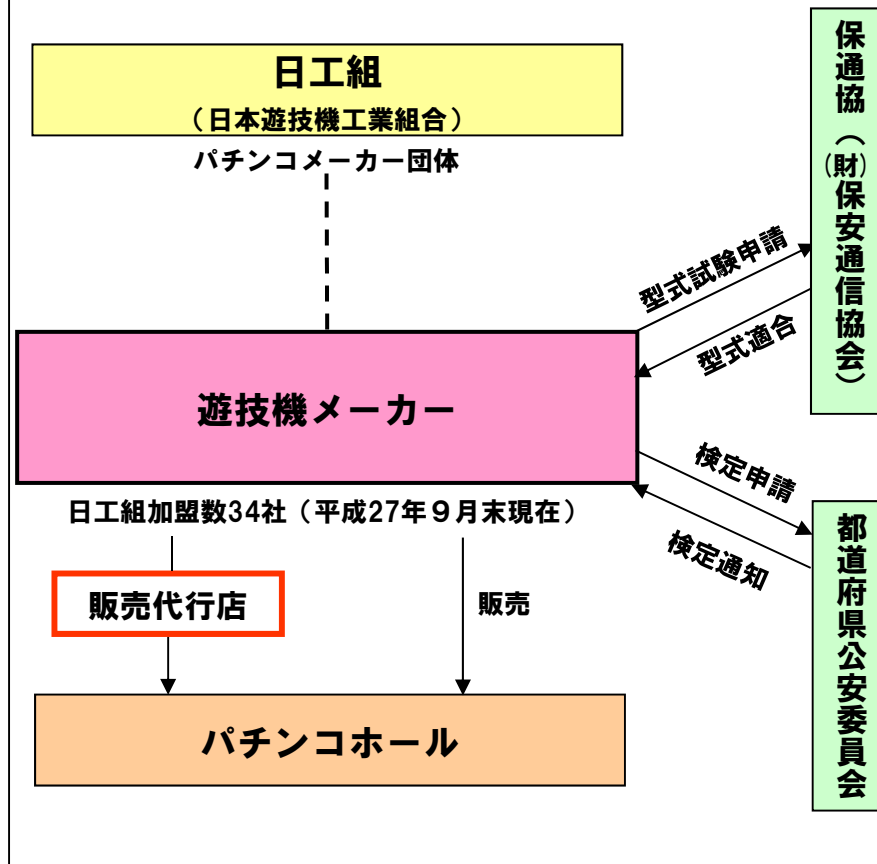 日工組
（日本遊技機工業組合）
パチンコメーカー団体
保通協（(財)保安通信協会）
型式試験申請
型式適合
遊技機メーカー
検定申請
検定通知
日工組加盟数34社（平成27年９月末現在）
販売代行店
販売
都道府県公安委員会
パチンコホール